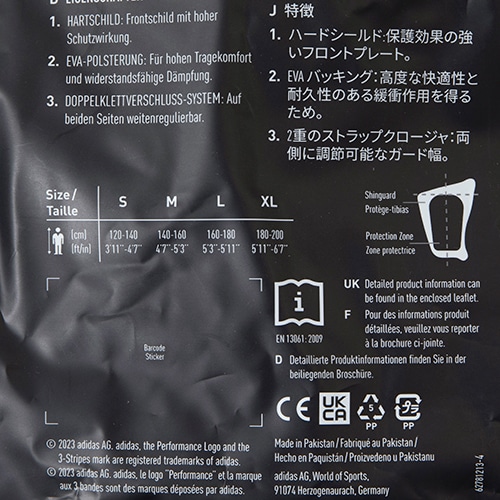 1. HARTSCHILD: Frontschild mit hoher
Schutzwirkung.
2. EVA-POLSTERUNG: Für hohen Tragekomfort
und widerstandsfähige Dämpfung.
3. DOPPELKLETTVERSCHLUSS-SYSTEM: Auf
beiden Seiten weitenregulierbar.
J 特徴
1. ハードシールド:保護効果の強
いフロントプレート。
2. EVA バッキング:高度な快適性と
耐久性のある緩衝作用を得る
ため。
3. 2重のストラップクロージャ:両
側に調節可能なガード幅。
Size/ S M L XL
Taille
(cm) 120-140 140-160 160-180 180-200
(ft/in) 3'11"-4'7" 4'7"-5'3" 5'3"-5'11" 5'11"-6'7"
Shinguard
Protège-tibias
Protection Zone
Zone protectrice
Barcode
Sticker
EN 13061: 2009
UK Detailed product information can
be found in the enclosed leaflet.
F Pour des informations produit
détaillées, veuillez vous reporter
à la brochure ci-jointe.
D Detaillierte Produktinformationen finden Sie in der
beiliegenden Broschüre.
CE UK
CA 5
PP プラ
PP
Made in Pakistan/ Fabriqué au Pakistan/
Hecho en Paquistán/ Proizvedeno u Pakistanu
adidas AG, World of Sports,
91074 Herzogenaurach, Germany
© 2023 adidas AG. adidas, the Performance Logo and the
3-Stripes mark are registered trademarks of adidas.
© 2023 adidas AG. adidas, le logo "Performance" et la marque
aux 3 bandes sont des marques déposées par adidas.